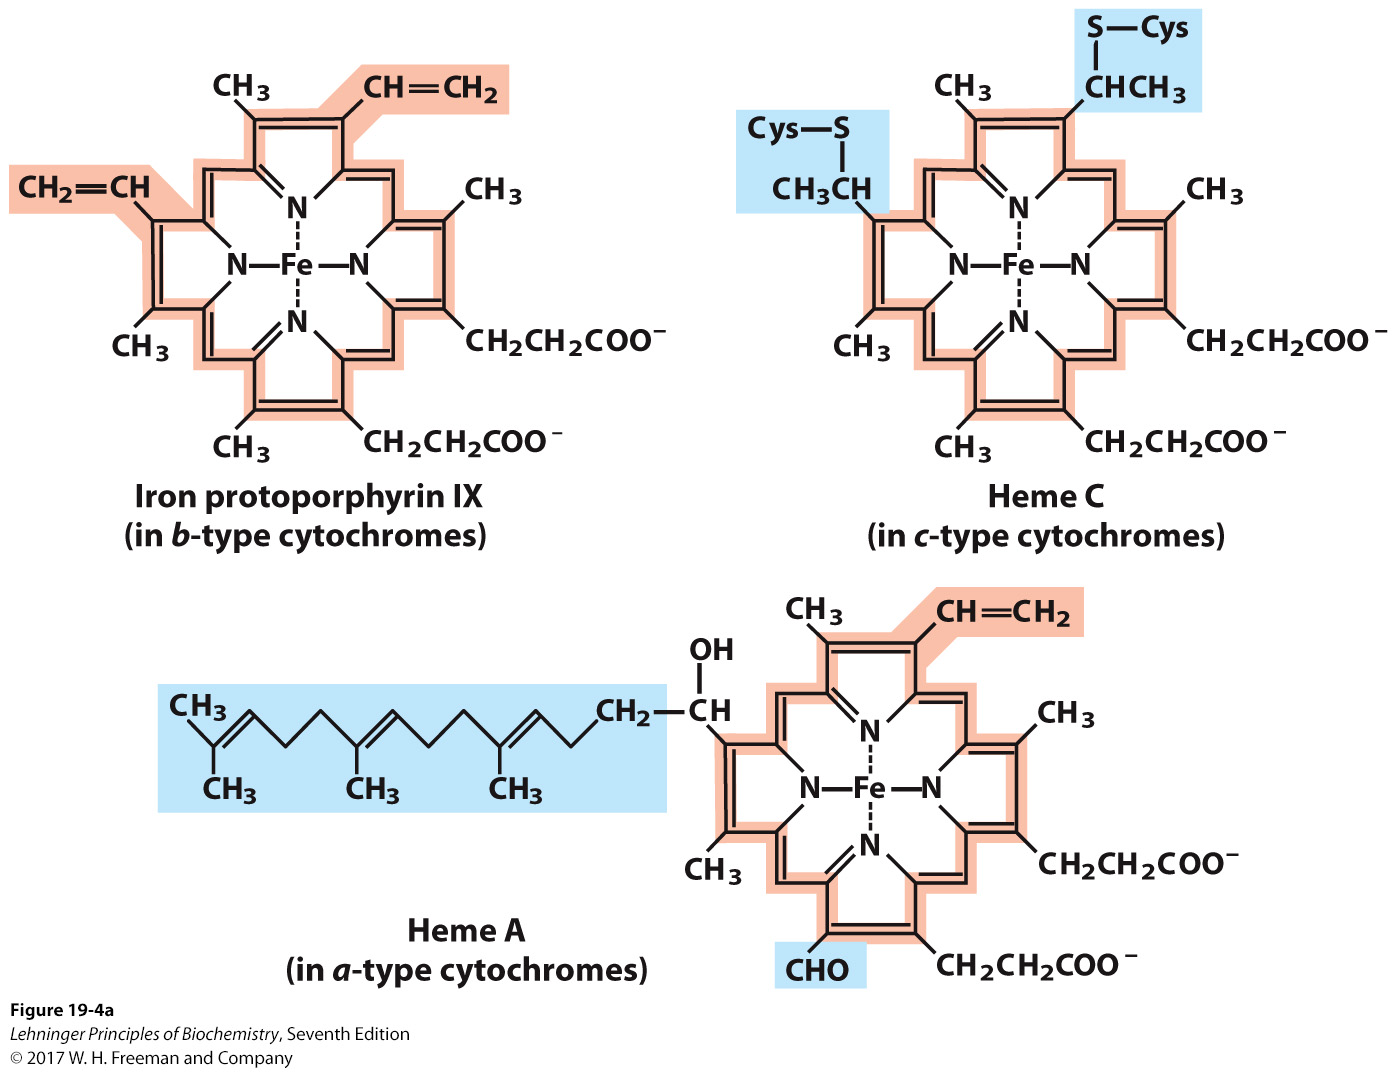 CH₃
CH=CH₂
CH₂=CH
CH₃
N
N—Fe—N
N
CH₃
CH₂CH₂COO⁻
CH₃
CH₂CH₂COO⁻
Iron protoporphyrin IX
(in b-type cytochromes)
S—Cys
CH₃
CHCH₃
Cys—S
CH₃CH
CH₃
N
N—Fe—N
N
CH₃
CH₂CH₂COO⁻
CH₃
CH₂CH₂COO⁻
Heme C
(in c-type cytochromes)
CH₃
CH=CH₂
OH
CH₃
CH₂—CH
CH₃
N
CH₃
CH₃
CH₃
N—Fe—N
N
CH₃
CH₂CH₂COO⁻
CHO
CH₂CH₂COO⁻
Heme A
(in a-type cytochromes)
Figure 19-4a
Lehninger Principles of Biochemistry, Seventh Edition
© 2017 W. H. Freeman and Company